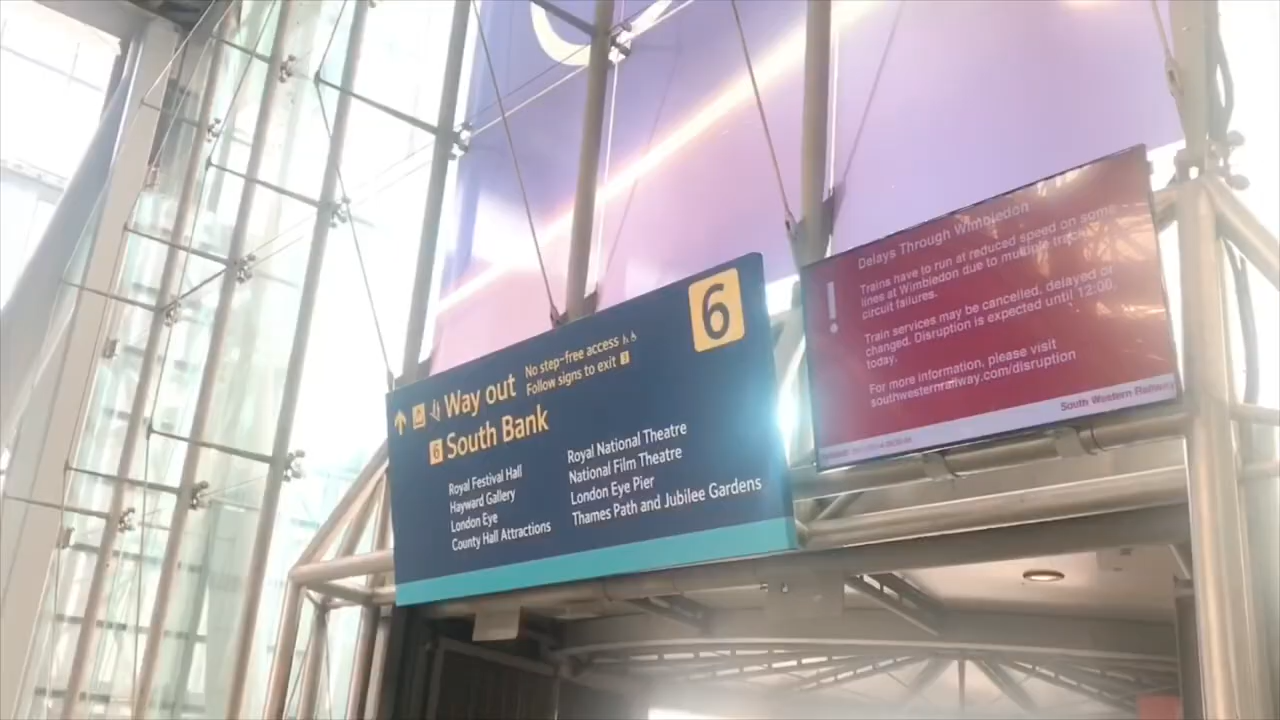 6
Way out
No step-free access
Follow signs to exit
6 South Bank
Royal Festival Hall
Hayward Gallery
London Eye
County Hall Attractions
Royal National Theatre
National Film Theatre
London Eye Pier
Thames Path and Jubilee Gardens
Delays Through Wimbledon
!
Trains have to run at reduced speed on some
lines at Wimbledon due to multiple track
circuit failures.
Train services may be cancelled, delayed or
changed. Disruption is expected until 12:00,
today.
For more information, please visit
southwesternrailway.com/disruption
South Western Railway